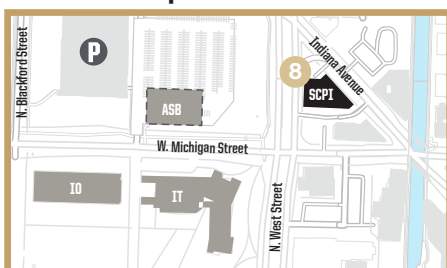 N. Blackford Street
P
ASB
8
SCPI
Indiana Avenue
W. Michigan Street
IO
IT
N. West Street